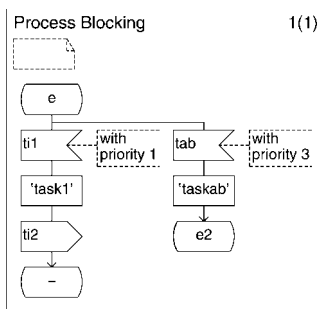 Process Blocking 1(1)
e
ti1
with
priority 1
tab
with
priority 3
'task1'
'taskab'
ti2
e2
–